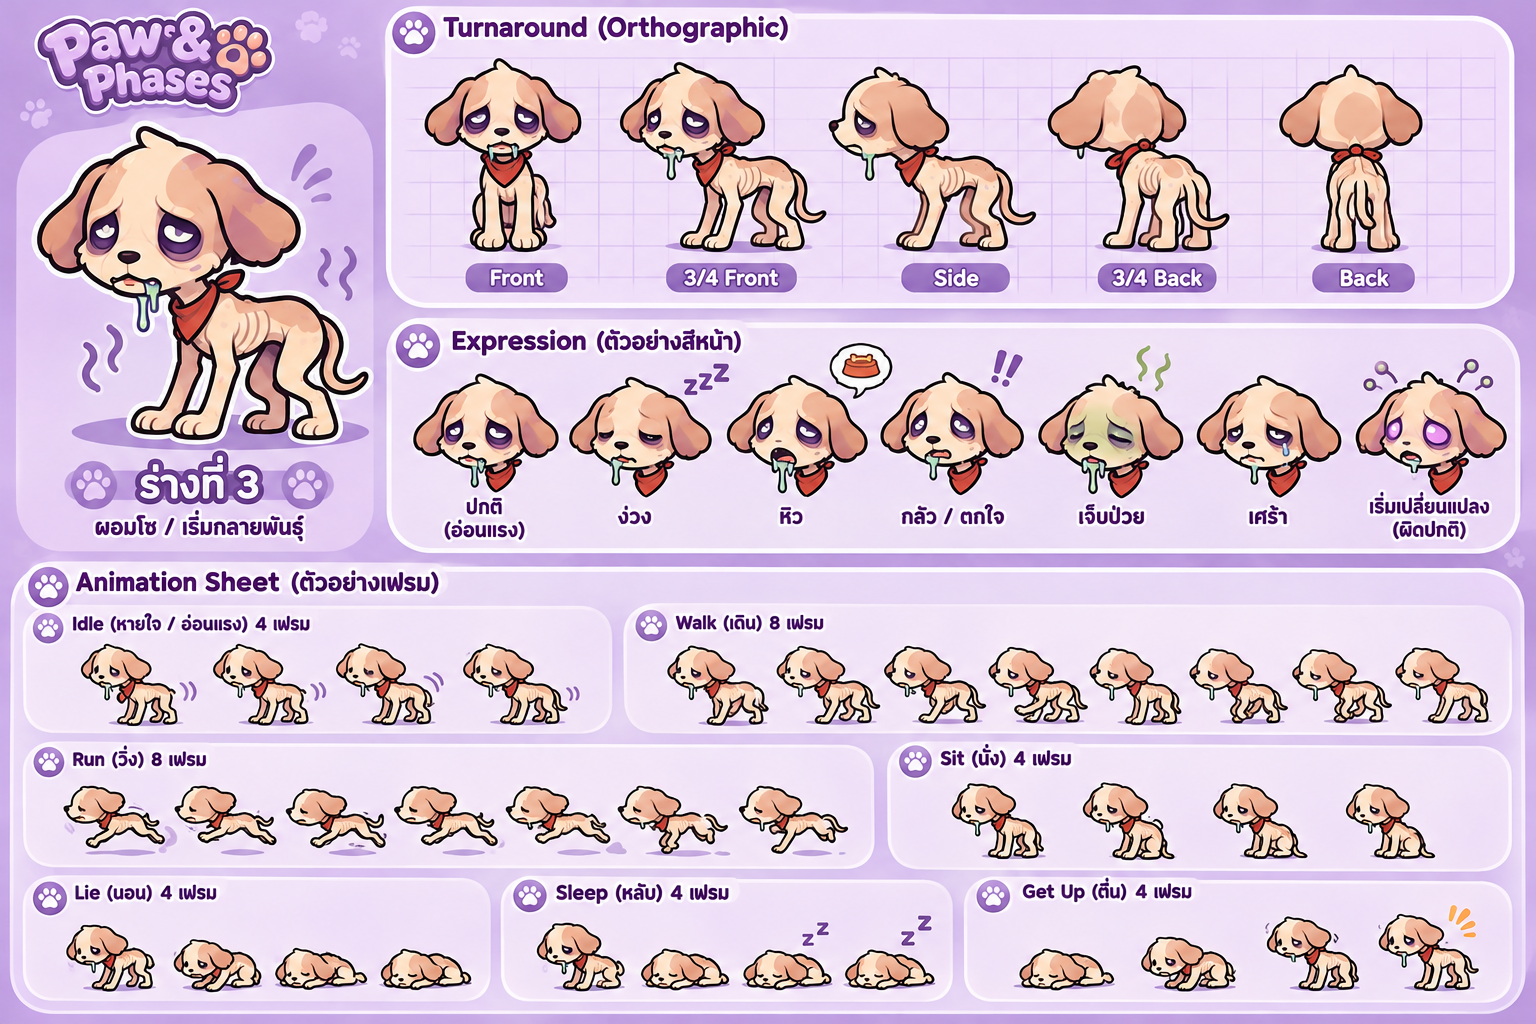 Paw &
Phases
ร่างที่ 3
ผอมโซ / เริ่มกลายพันธุ์
Turnaround (Orthographic)
Front
3/4 Front
Side
3/4 Back
Back
Expression (ตัวอย่างสีหน้า)
zzz
!!
ปกติ
(อ่อนแรง)
ง่วง
หิว
กลัว / ตกใจ
เจ็บป่วย
เศร้า
เริ่มเปลี่ยนแปลง
(ผิดปกติ)
Animation Sheet (ตัวอย่างเฟรม)
Idle (หายใจ / อ่อนแรง) 4 เฟรม
Walk (เดิน) 8 เฟรม
Run (วิ่ง) 8 เฟรม
Sit (นั่ง) 4 เฟรม
Lie (นอน) 4 เฟรม
Sleep (หลับ) 4 เฟรม
zz
zz
Get Up (ตื่น) 4 เฟรม